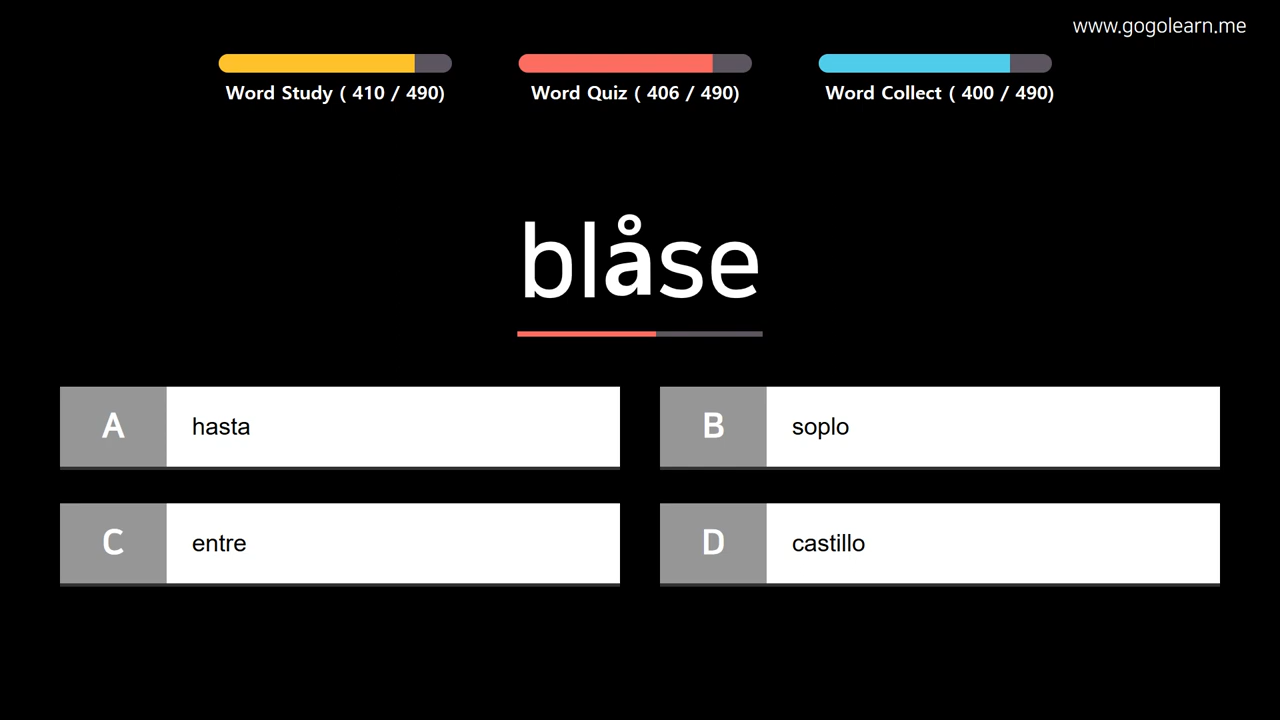 www.gogolearn.me
Word Study ( 410 / 490)
Word Quiz ( 406 / 490)
Word Collect ( 400 / 490)
blåse
A hasta
B soplo
C entre
D castillo